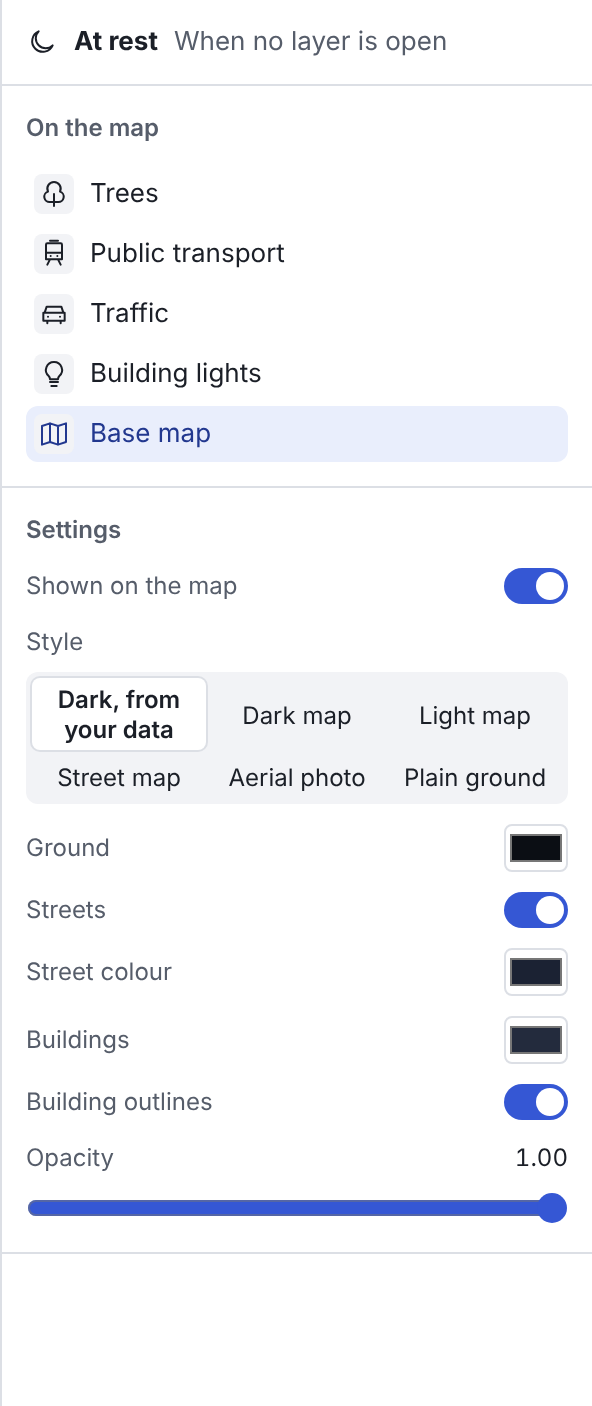 At rest When no layer is open
On the map
Trees
Public transport
Traffic
Building lights
Base map
Settings
Shown on the map
Style
Dark, from
your data
Dark map
Light map
Street map
Aerial photo
Plain ground
Ground
Streets
Street colour
Buildings
Building outlines
Opacity 1.00